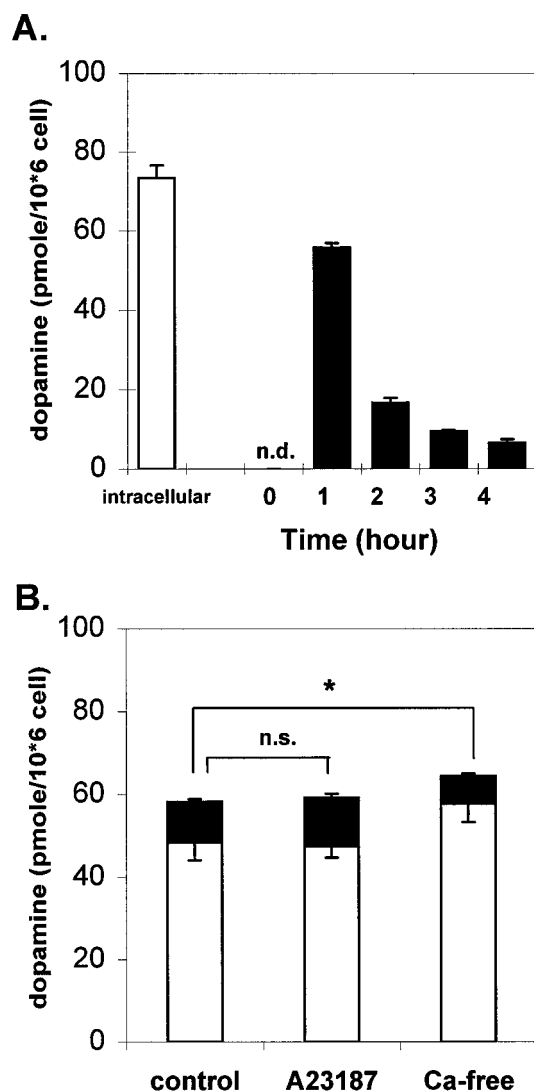 A.
100
80
60
40
20
0
dopamine (pmole/10*6 cell)
n.d.
intracellular 0 1 2 3 4
Time (hour)
B.
100
80
60
40
20
0
dopamine (pmole/10*6 cell)
*
n.s.
control A23187 Ca-free